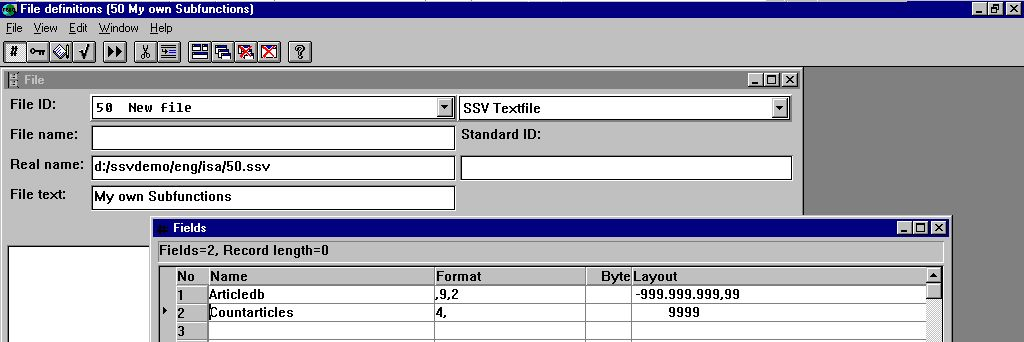 File definitions (50 My own Subfunctions)
File View Edit Window Help
# ?
File
File ID: 50 New file SSV Textfile
File name: Standard ID:
Real name: d:/ssvdemo/eng/isa/50.ssv
File text: My own Subfunctions
Fields
Fields=2, Record length=0
No Name Format Byte Layout
1 Articledb ,9,2 -999.999.999,99
2 Countarticles 4, 9999
3